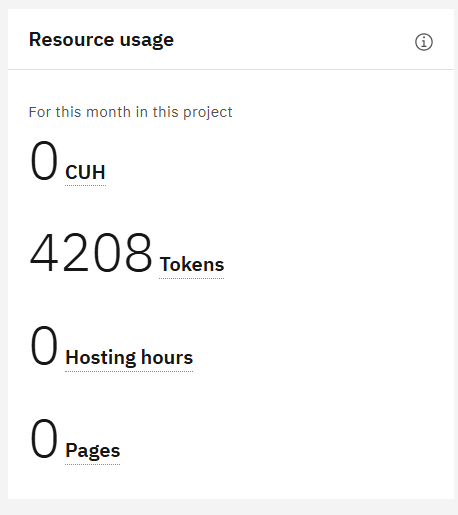 Resource usage
For this month in this project
0 CUH
4208 Tokens
0 Hosting hours
0 Pages